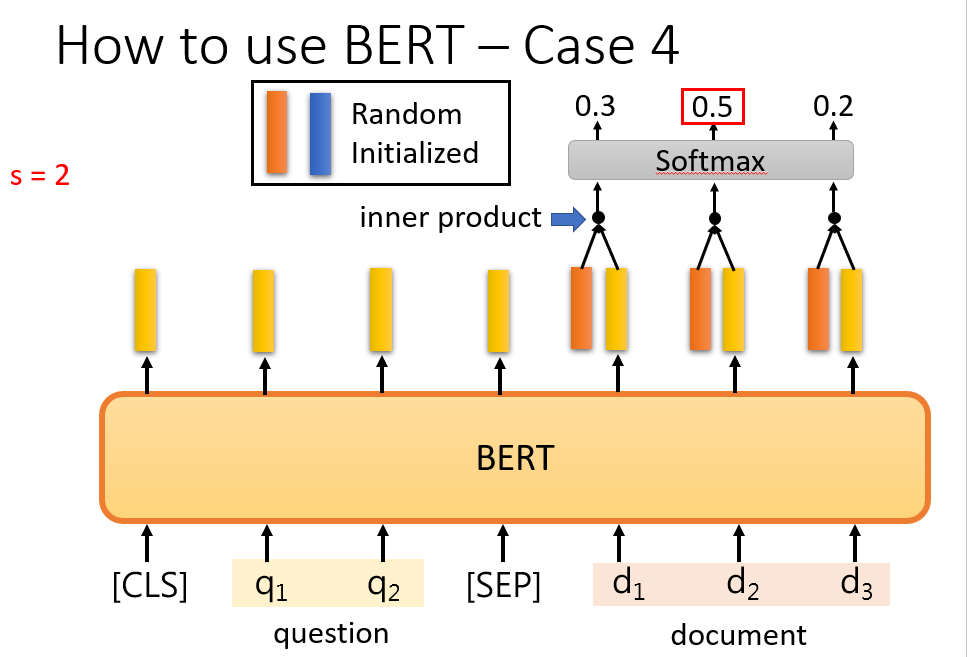 How to use BERT – Case 4
Random
Initialized
0.3 0.5 0.2
Softmax
s = 2
inner product
BERT
[CLS] q₁ q₂ [SEP] d₁ d₂ d₃
question document